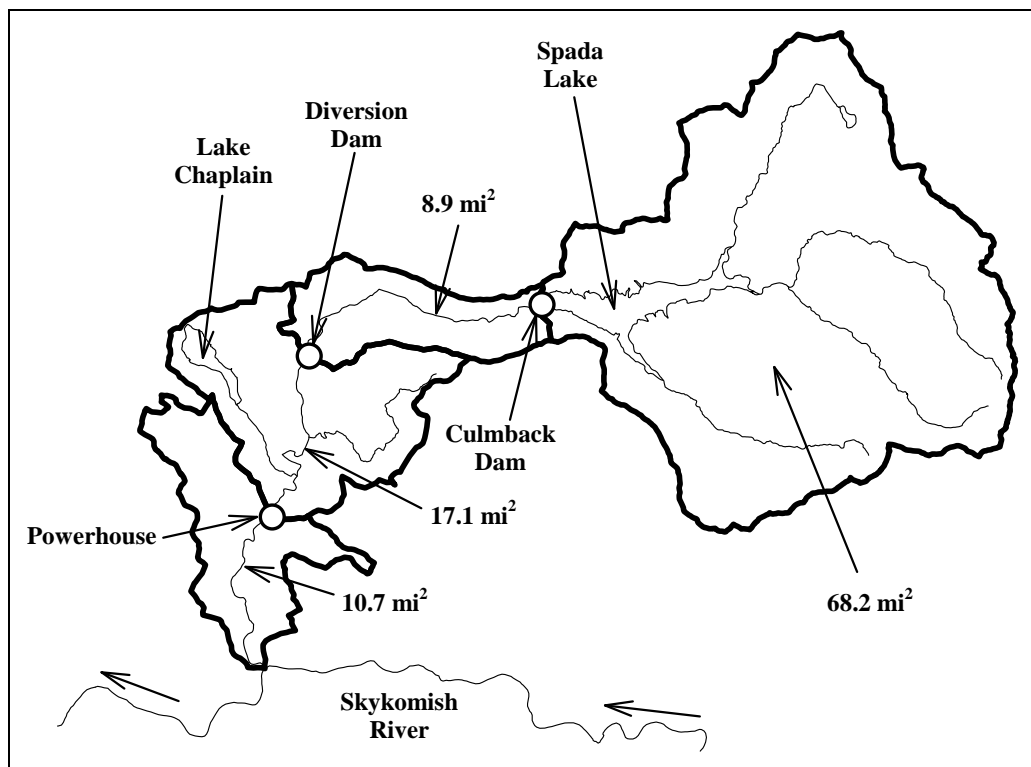 Spada
Lake
Diversion
Dam
Lake
Chaplain
8.9 mi²
Culmback
Dam
17.1 mi²
Powerhouse
10.7 mi²
68.2 mi²
Skykomish
River